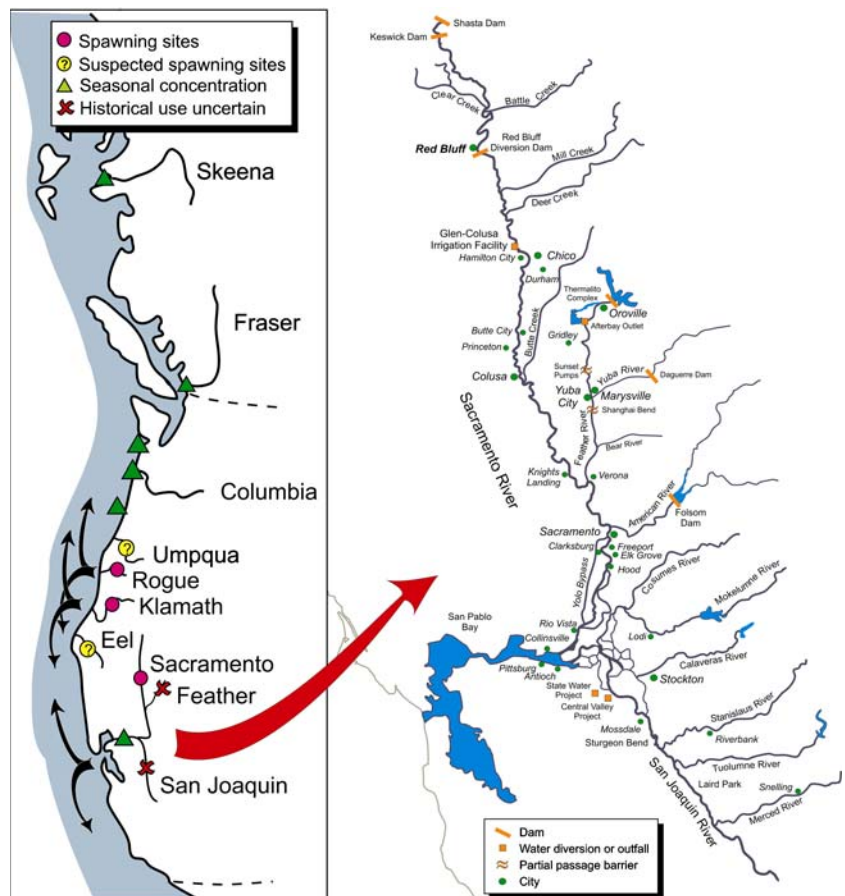 Spawning sites
? Suspected spawning sites
Seasonal concentration
Historical use uncertain
Skeena
Fraser
Columbia
?
Umpqua
Rogue
Klamath
Eel
?
Sacramento
Feather
San Joaquin
Shasta Dam
Keswick Dam
Clear Creek
Battle Creek
Red Bluff
Red Bluff
Diversion Dam
Mill Creek
Deer Creek
Glen-Colusa
Irrigation Facility
Hamilton City
Chico
Durham
Butte Creek
Thermalito
Complex
Oroville
Afterbay Outlet
Gridley
Butte City
Princeton
Colusa
Sunset
Pumps
Yuba River
Daguerre Dam
Yuba
City
Marysville
Shanghai Bend
Feather River
Bear River
Sacramento River
Knights
Landing
Verona
American River
Folsom
Dam
Sacramento
Clarksburg
Freeport
Elk Grove
Hood
Yolo Bypass
Cosumes River
Mokelumne River
San Pablo
Bay
Rio Vista
Collinsville
Lodi
Calaveras River
Pittsburg
Antioch
Stockton
State Water
Project
Central Valley
Project
Mossdale
Sturgeon Bend
Stanislaus River
Riverbank
Tuolumne River
Laird Park
Snelling
Merced River
San Joaquin River
Dam
Water diversion or outfall
Partial passage barrier
City